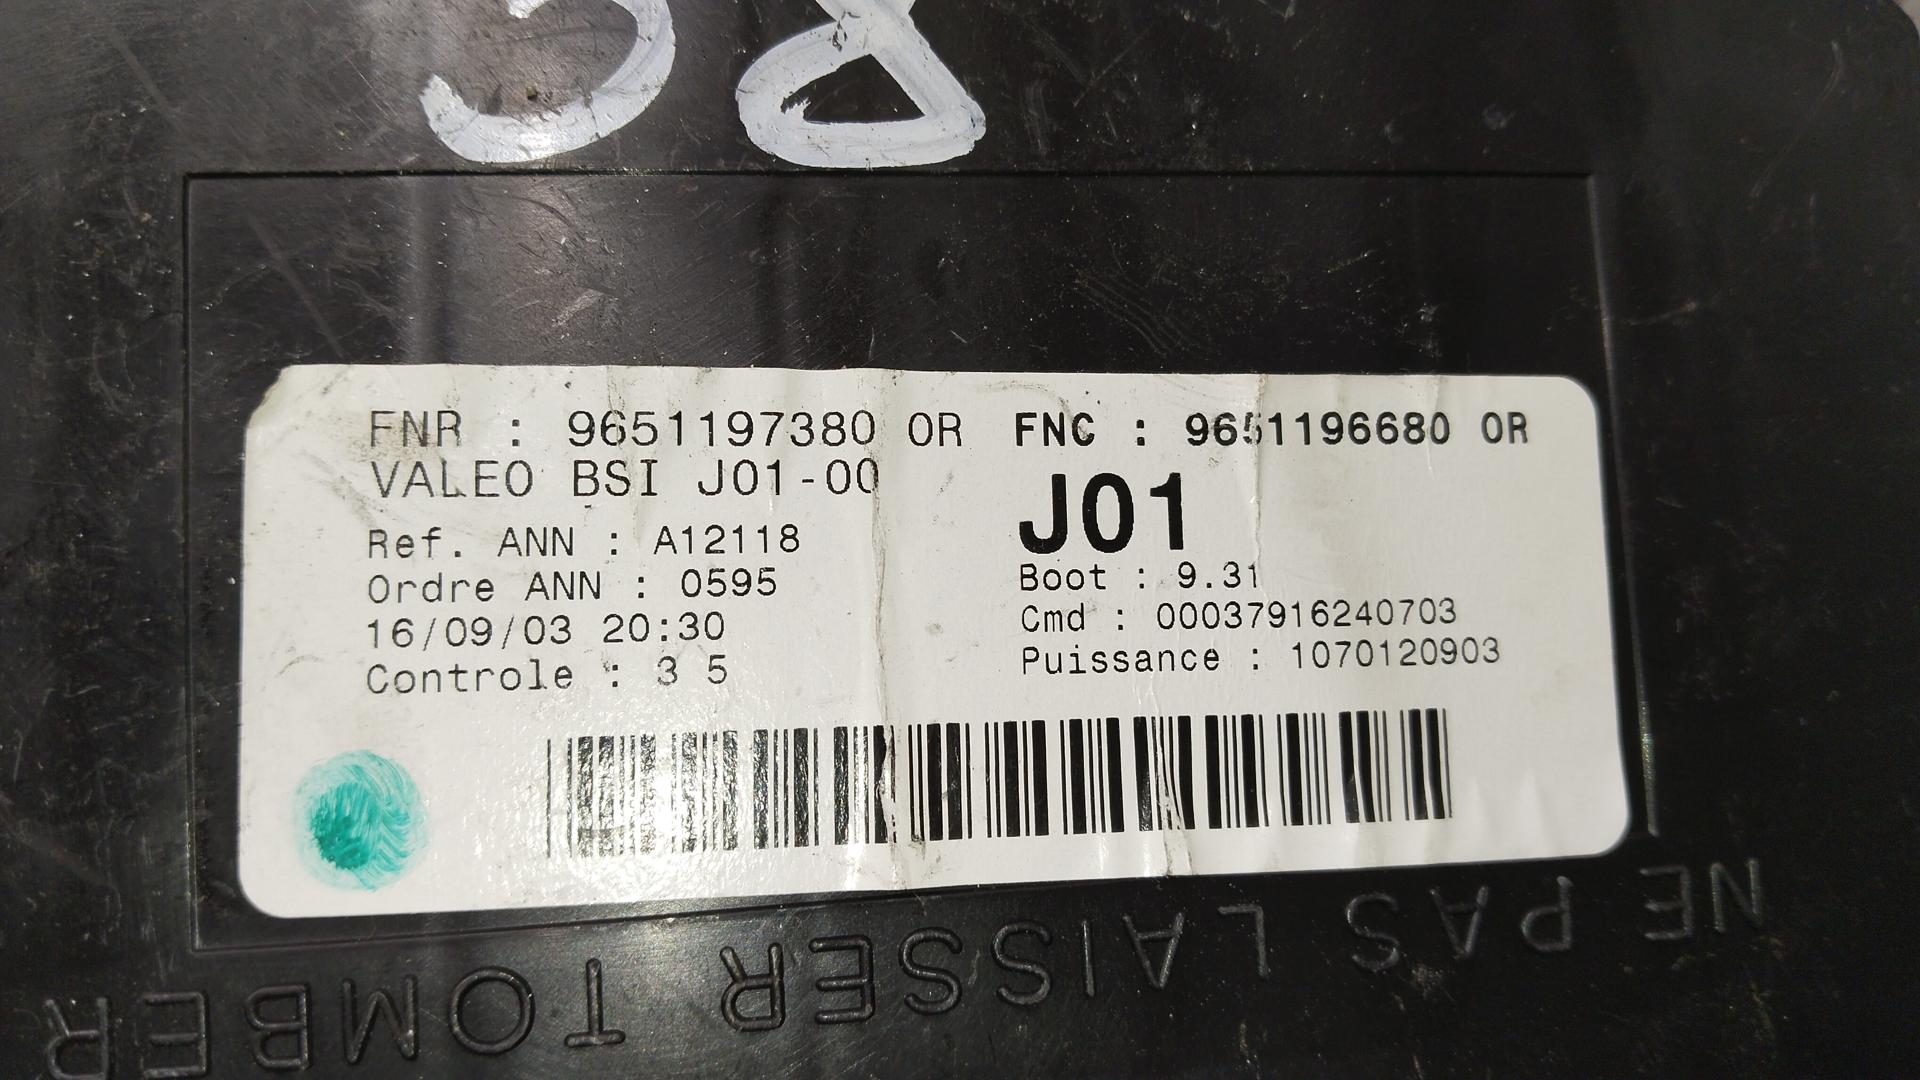 58
FNR : 9651197380 OR
VALEO BSI J01-00
Ref. ANN : A12118
Ordre ANN : 0595
16/09/03 20:30
Controle : 3 5
FNC : 9651196680 OR
J01
Boot : 9.31
Cmd : 00037916240703
Puissance : 1070120903
NE PAS LAISSER TOMBER